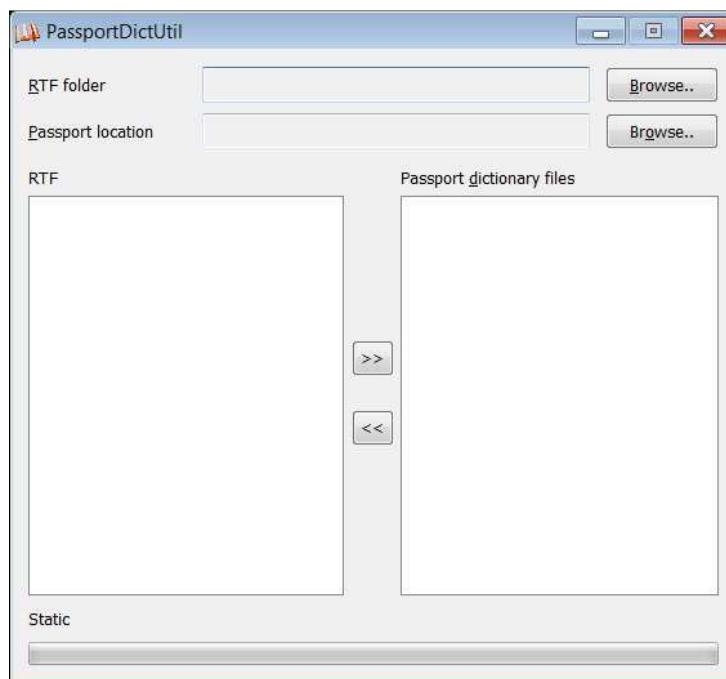 PassportDictUtil
RTF folder Browse..
Passport location Browse..
RTF Passport dictionary files
>>
<<
Static